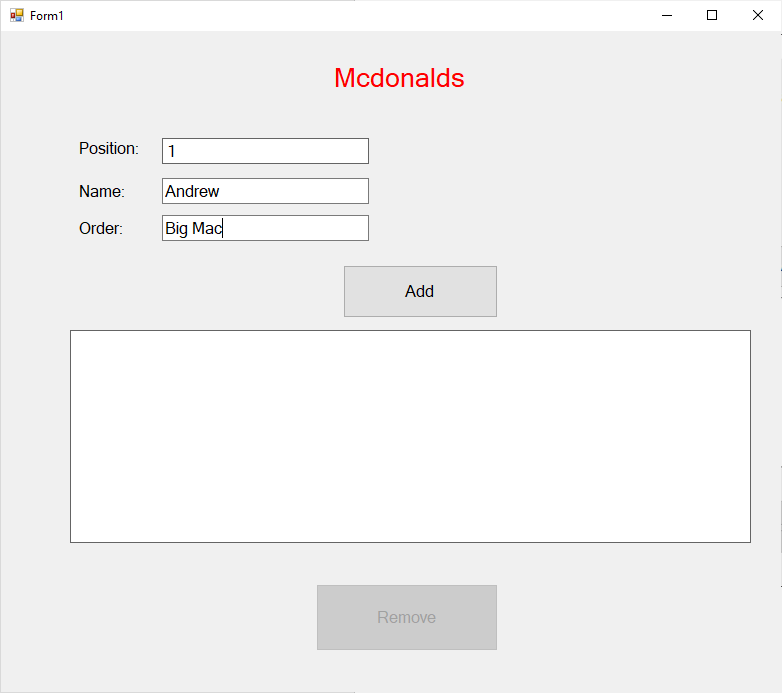 Form1
Mcdonalds
Position: 1
Name: Andrew
Order: Big Mac
Add
Remove